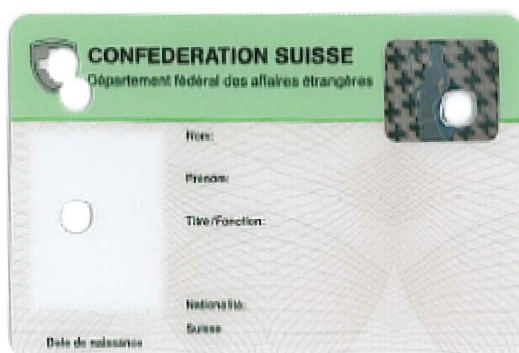 CONFEDERATION SUISSE
Département fédéral des affaires étrangères
Nom:
Prénom:
Titre/Fonction:
Nationalité:
Suisse
Date de naissance